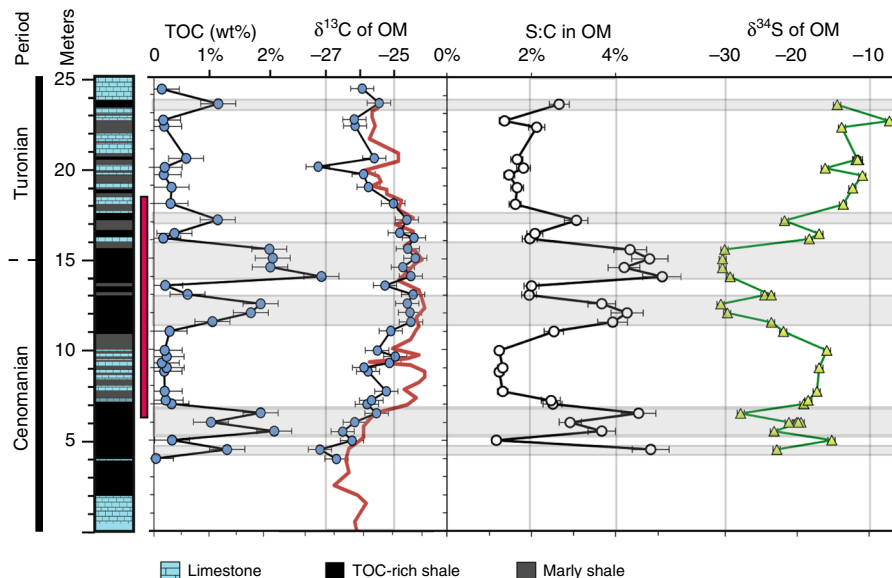 Period
Meters
TOC (wt%)
δ¹³C of OM
S:C in OM
δ³⁴S of OM
0 1% 2% −27 −25 0% 2% 4% −30 −20 −10
25
20
15
10
5
Turonian
Cenomanian
Limestone
TOC-rich shale
Marly shale